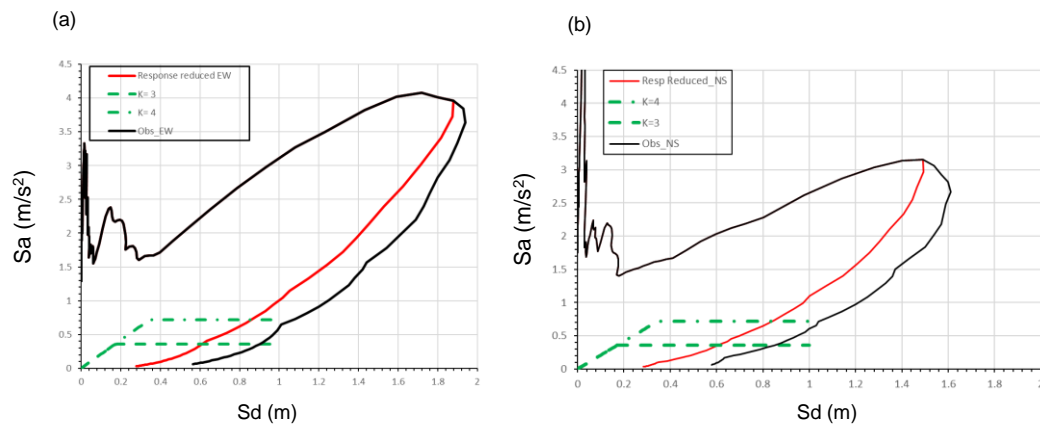 (a)
Sa (m/s²)
4.5
4
3.5
3
2.5
2
1.5
1
0.5
0
Response reduced EW
K= 3
K= 4
Obs_EW
0 0.2 0.4 0.6 0.8 1 1.2 1.4 1.6 1.8 2
Sd (m)
(b)
Sa (m/s²)
4.5
4
3.5
3
2.5
2
1.5
1
0.5
0
Resp Reduced_NS
K=4
K=3
Obs_NS
0 0.2 0.4 0.6 0.8 1 1.2 1.4 1.6 1.8 2
Sd (m)